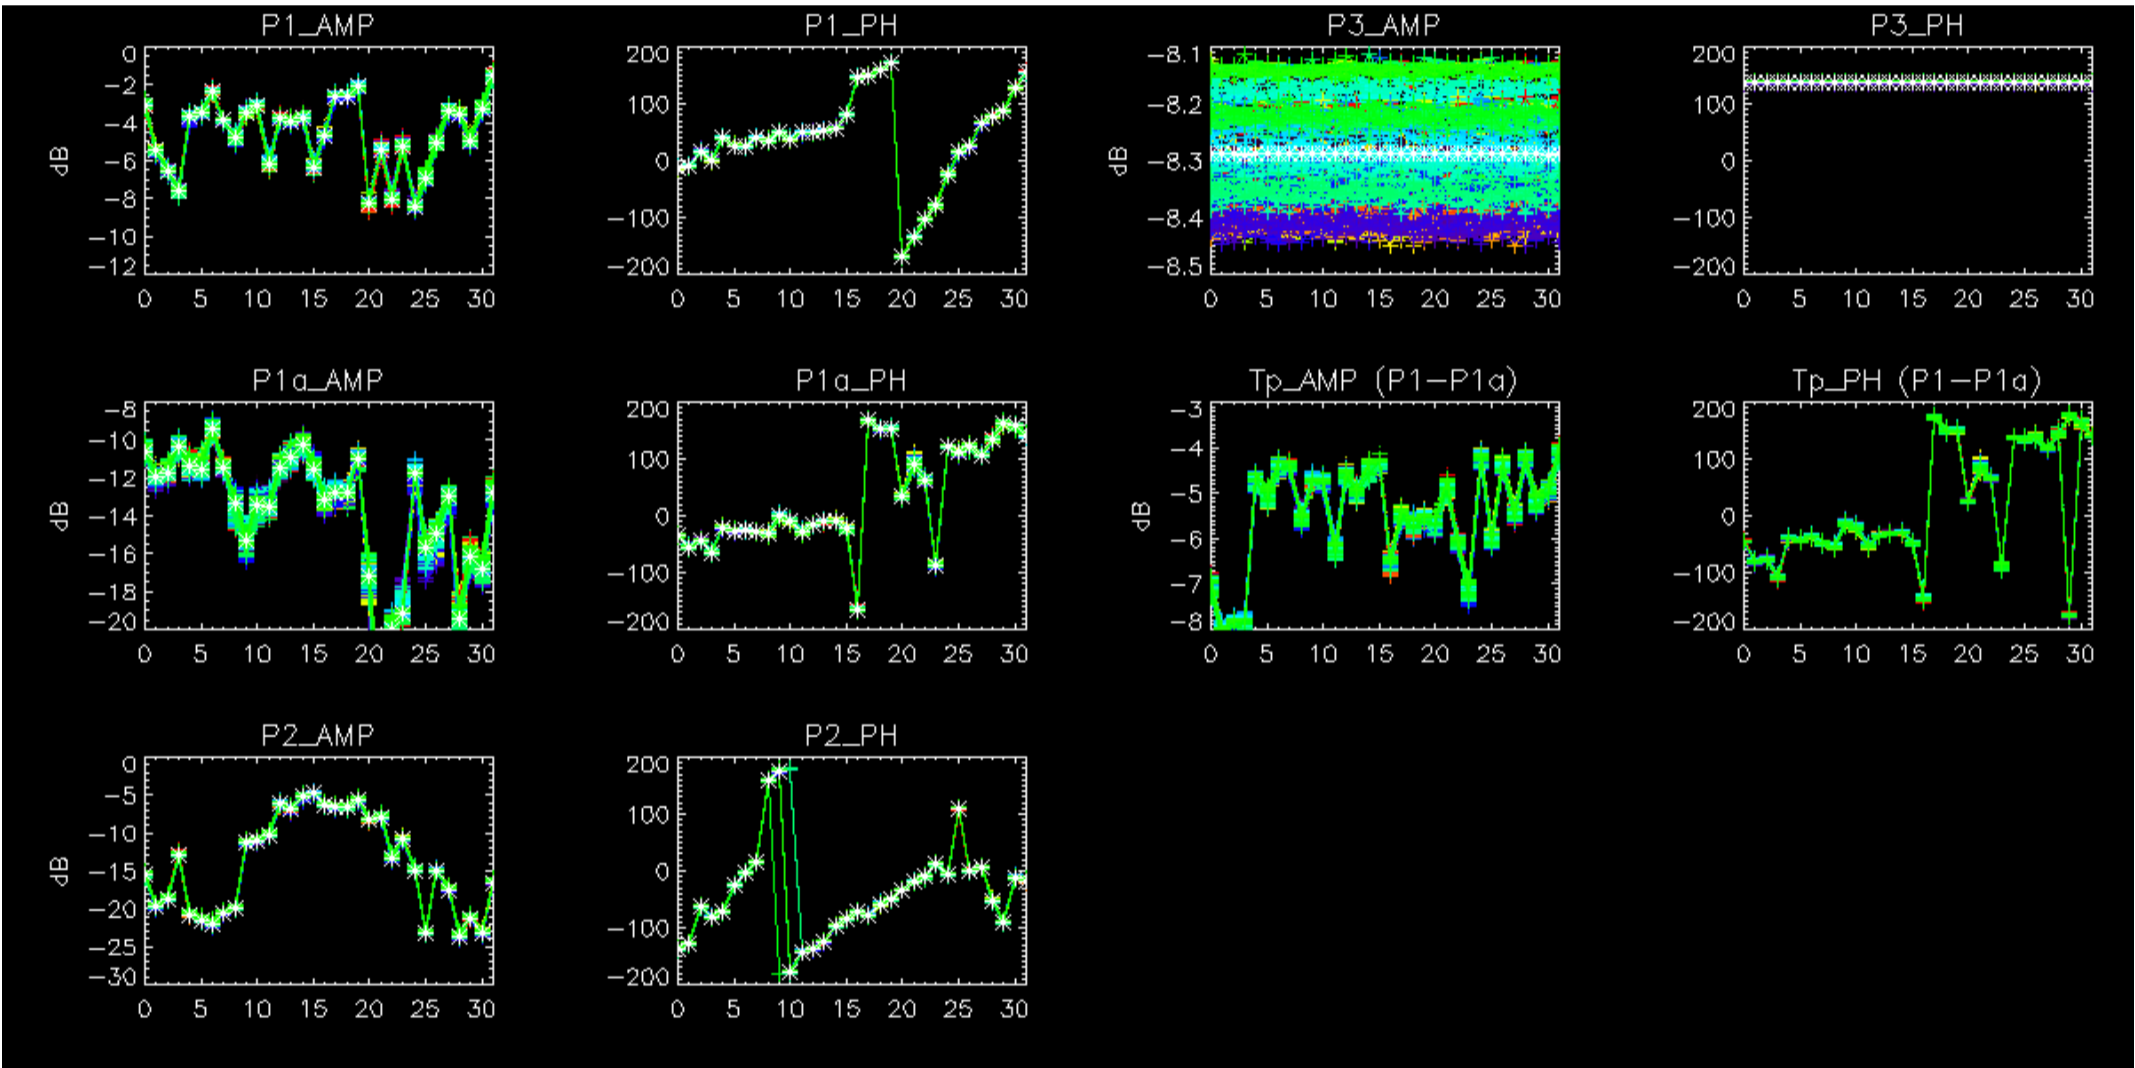 P1_AMP
dB
0
−2
−4
−6
−8
−10
−12
0 5 10 15 20 25 30
P1_PH
200
100
0
−100
−200
0 5 10 15 20 25 30
P3_AMP
dB
−8.1
−8.2
−8.3
−8.4
−8.5
0 5 10 15 20 25 30
P3_PH
200
100
0
−100
−200
0 5 10 15 20 25 30
P1a_AMP
dB
−8
−10
−12
−14
−16
−18
−20
0 5 10 15 20 25 30
P1a_PH
200
100
0
−100
−200
0 5 10 15 20 25 30
Tp_AMP (P1−P1a)
dB
−3
−4
−5
−6
−7
−8
0 5 10 15 20 25 30
Tp_PH (P1−P1a)
200
100
0
−100
−200
0 5 10 15 20 25 30
P2_AMP
dB
0
−5
−10
−15
−20
−25
−30
0 5 10 15 20 25 30
P2_PH
200
100
0
−100
−200
0 5 10 15 20 25 30